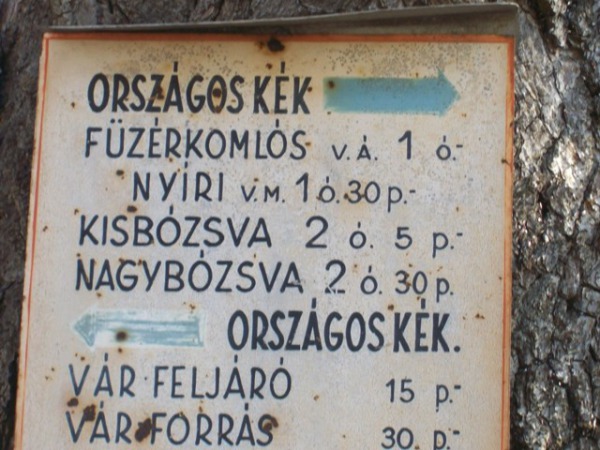 ORSZÁGOS KÉK
FÜZÉRKOMLÓS V.Á. 1 Ó.-
NYÍRI V.M. 1 Ó. 30 p.-
KISBÓZSVA 2 Ó. 5 p.-
NAGYBÓZSVA 2 Ó. 30 p.
ORSZÁGOS KÉK.
VÁR FELJÁRÓ 15 p.-
VÁR FORRÁS 30. p.-